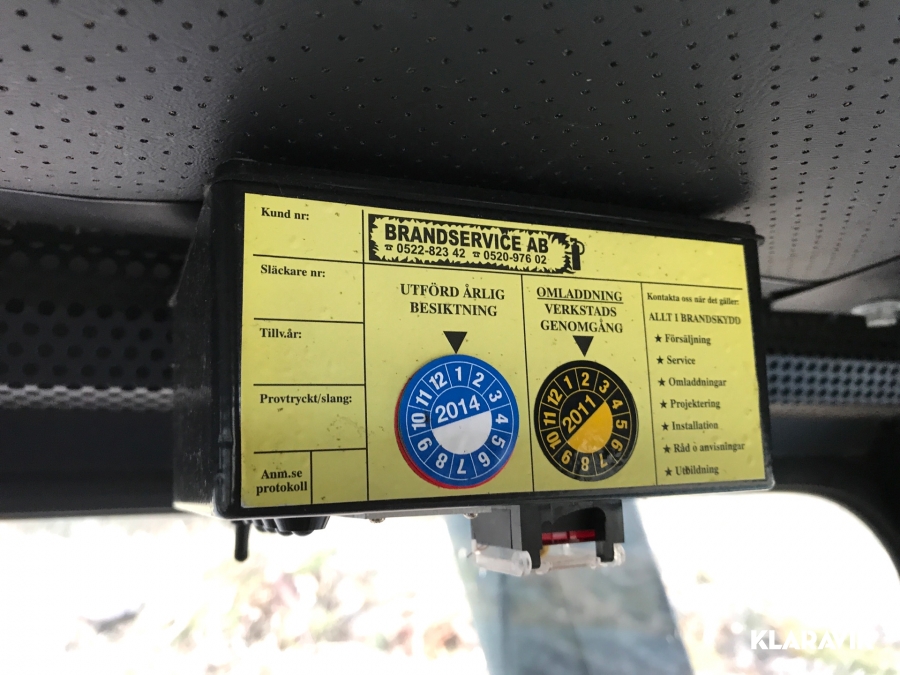 Kund nr:
Släckare nr:
Tillv.år:
Provtryckt/slang:
Anm.se
protokoll
BRANDSERVICE AB
☎ 0522-823 42 ☎ 0520-976 02
UTFÖRD ÅRLIG
BESIKTNING
12 1 2 3 4 5 6 7 8 9 10 11
2014
OMLADDNING
VERKSTADS
GENOMGÅNG
12 1 2 3 4 5 6 7 8 9 10 11
2011
Kontakta oss när det gäller:
ALLT I BRANDSKYDD
★ Försäljning
★ Service
★ Omladdningar
★ Projektering
★ Installation
★ Råd o anvisningar
★ Utbildning